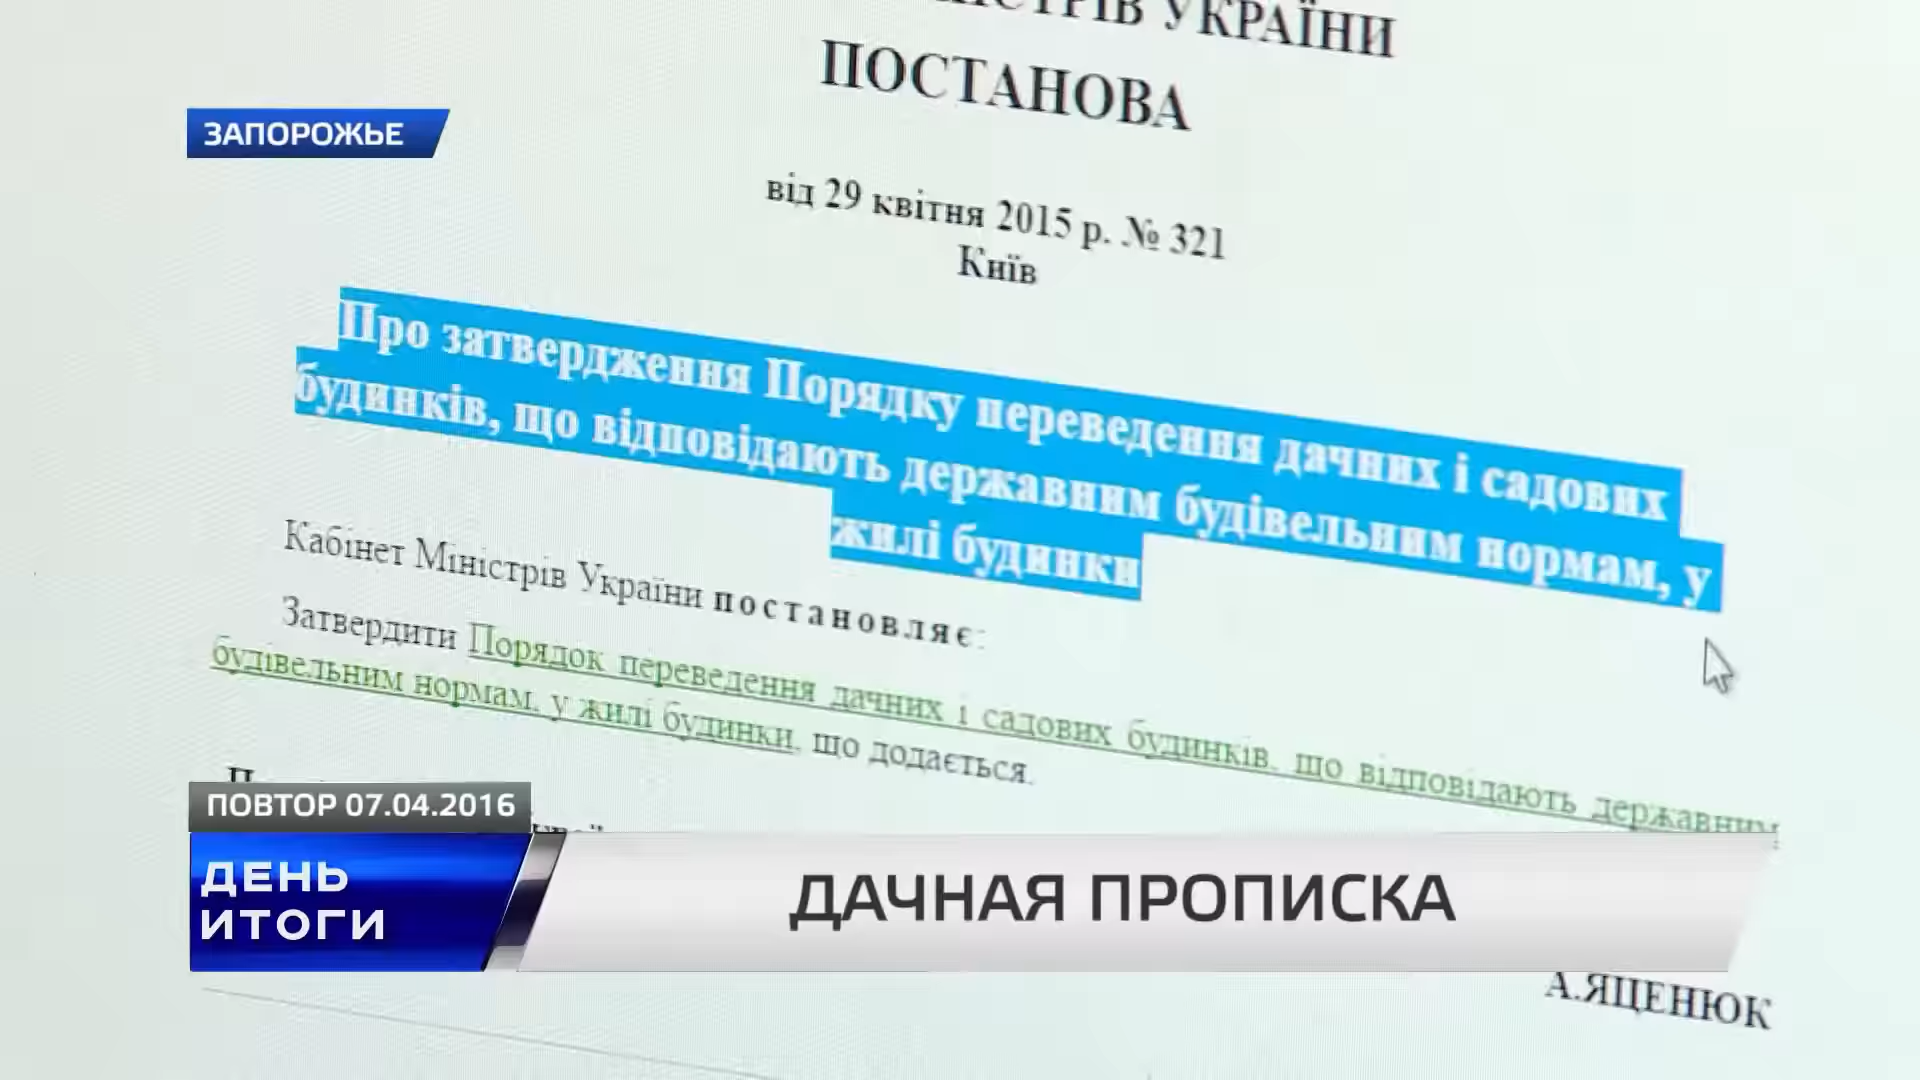 УКРАЇНИ
ПОСТАНОВА
ЗАПОРОЖЬЕ
від 29 квітня 2015 р. № 321
Київ
Про затвердження Порядку переведення дачних і садових
будинків, що відповідають державним будівельним нормам, у
жилі будинки
Кабінет Міністрів України постановляє:
Затвердити Порядок переведення дачних і садових будинків, що відповідають державним
будівельним нормам, у жилі будинки, що додається.
ПОВТОР 07.04.2016
ДЕНЬ
ИТОГИ
ДАЧНАЯ ПРОПИСКА
А.ЯЦЕНЮК